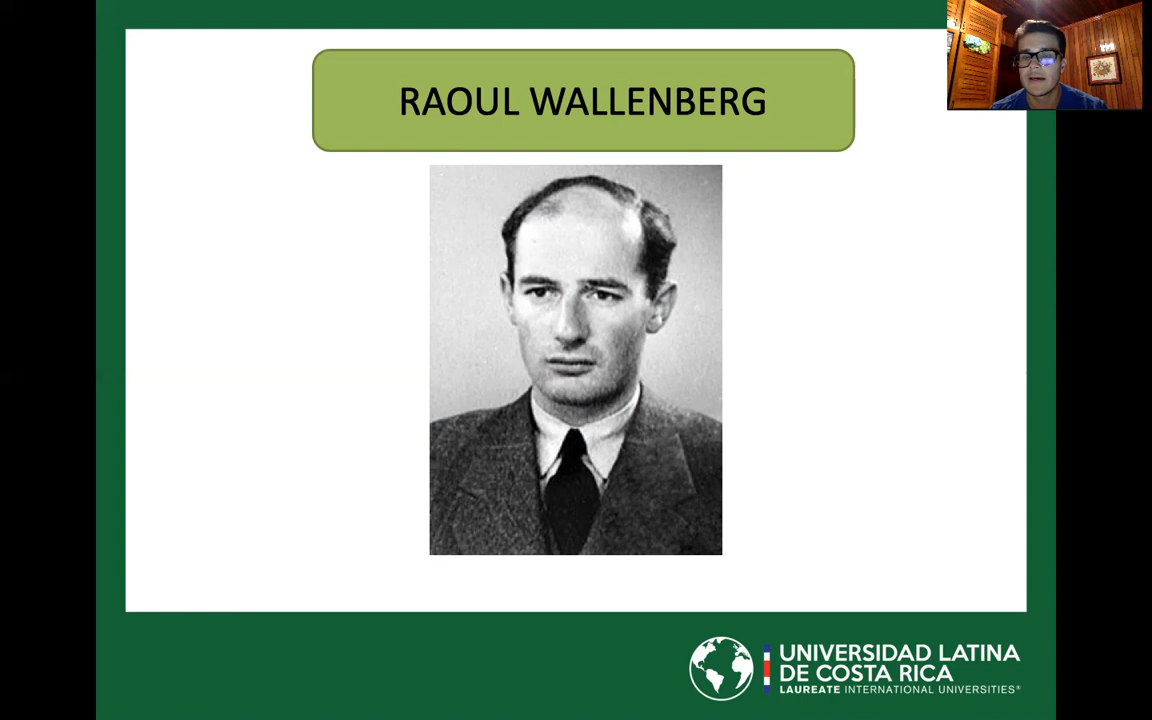 RAOUL WALLENBERG
UNIVERSIDAD LATINA
DE COSTA RICA
LAUREATE INTERNATIONAL UNIVERSITIES®